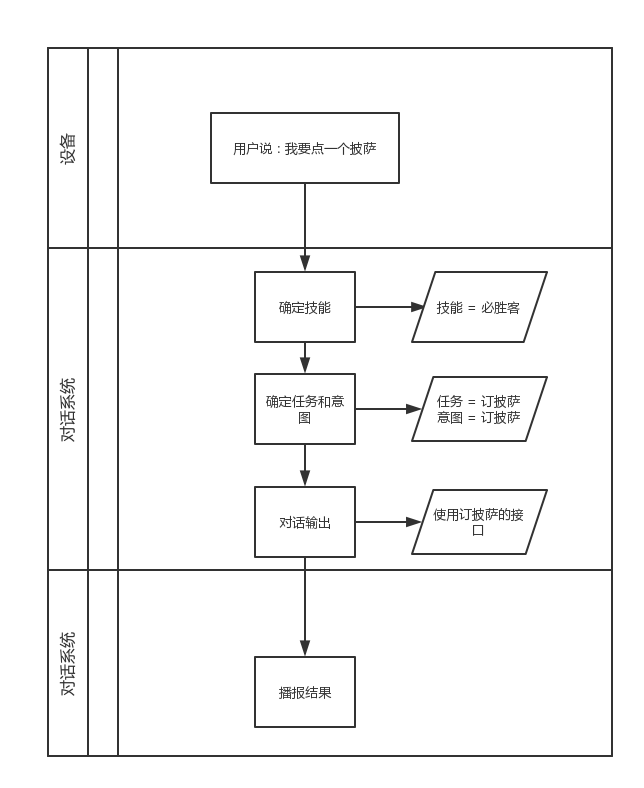 设备
用户说：我要点一个披萨
对话系统
确定技能
技能 = 必胜客
确定任务和意
图
任务 = 订披萨
意图 = 订披萨
对话输出
使用订披萨的接
口
对话系统
播报结果